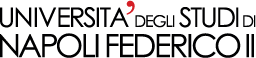 UNIVERSITA' DEGLI STUDI DI
NAPOLI FEDERICO II